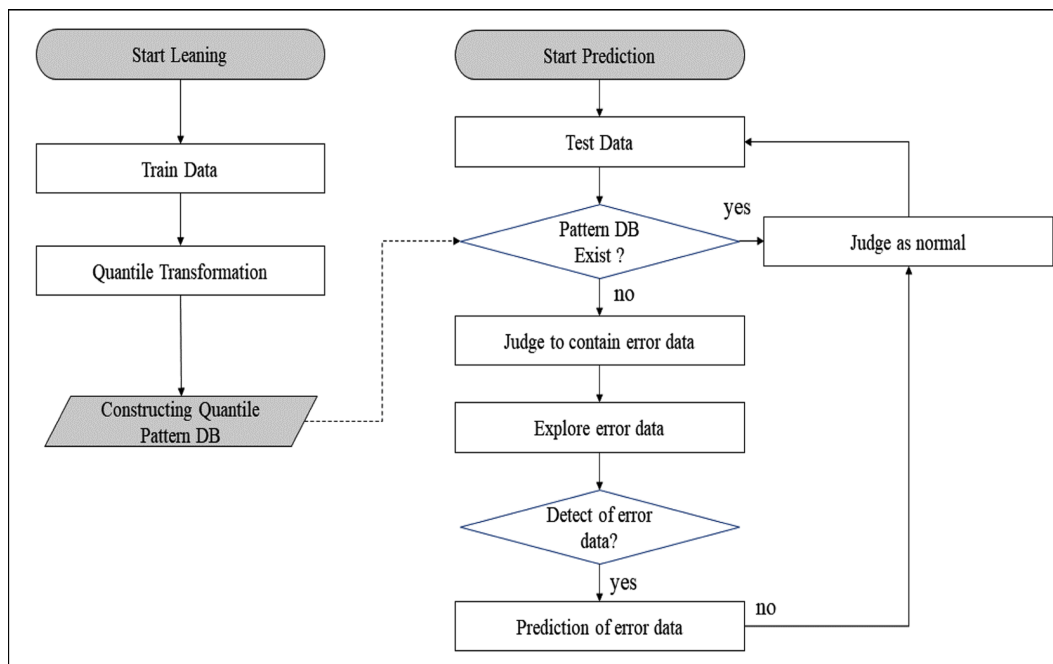 Start Leaning
Train Data
Quantile Transformation
Constructing Quantile
Pattern DB
Start Prediction
Test Data
Pattern DB
Exist ?
yes
Judge as normal
no
Judge to contain error data
Explore error data
Detect of error
data?
yes
Prediction of error data
no